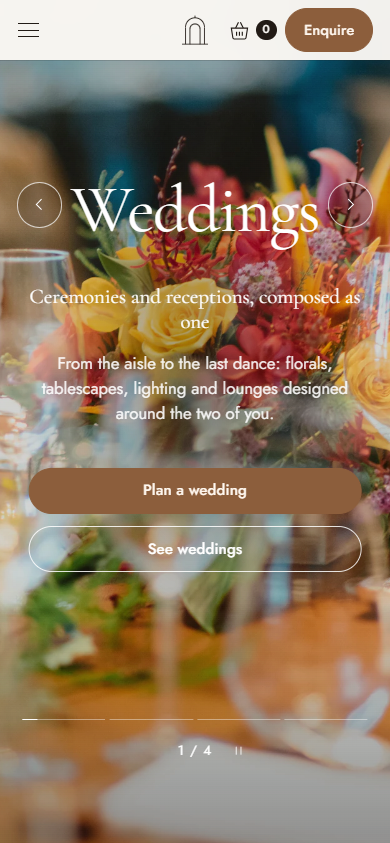 0
Enquire
Weddings
Ceremonies and receptions, composed as
one
From the aisle to the last dance: florals,
tablescapes, lighting and lounges designed
around the two of you.
Plan a wedding
See weddings
1 / 4